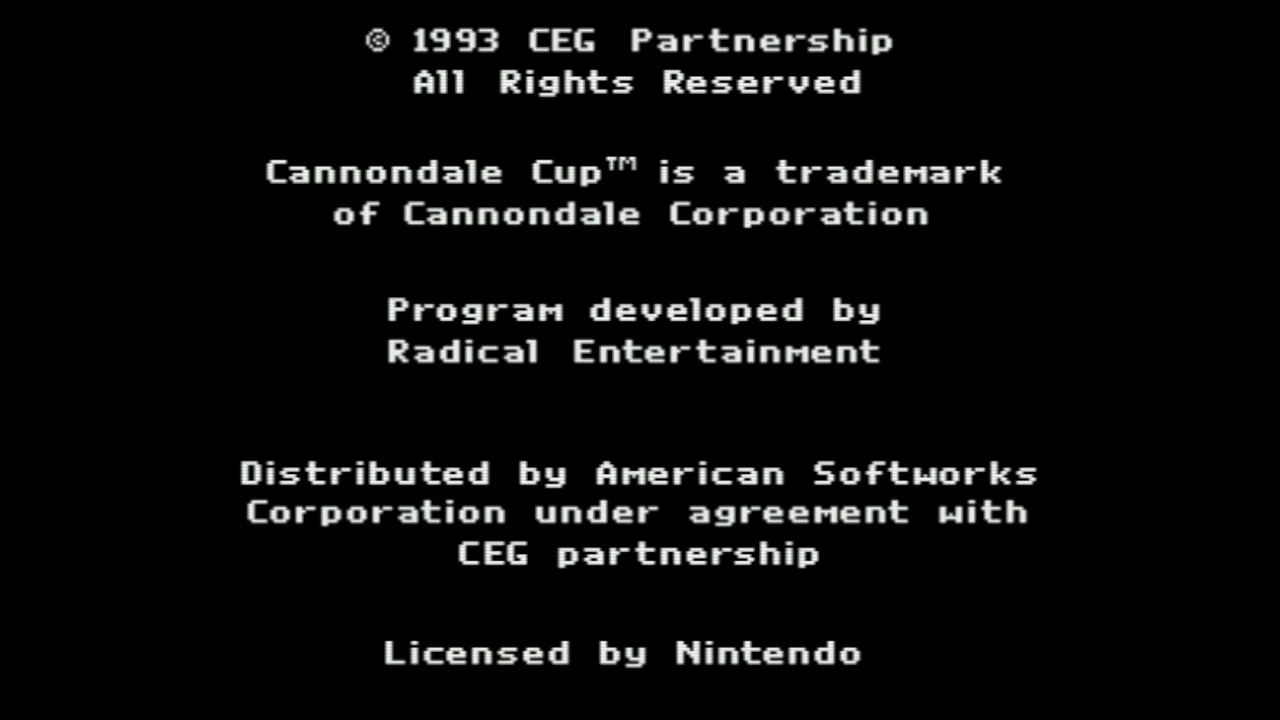 © 1993 CEG Partnership
All Rights Reserved
Cannondale Cup™ is a trademark
of Cannondale Corporation
Program developed by
Radical Entertainment
Distributed by American Softworks
Corporation under agreement with
CEG partnership
Licensed by Nintendo